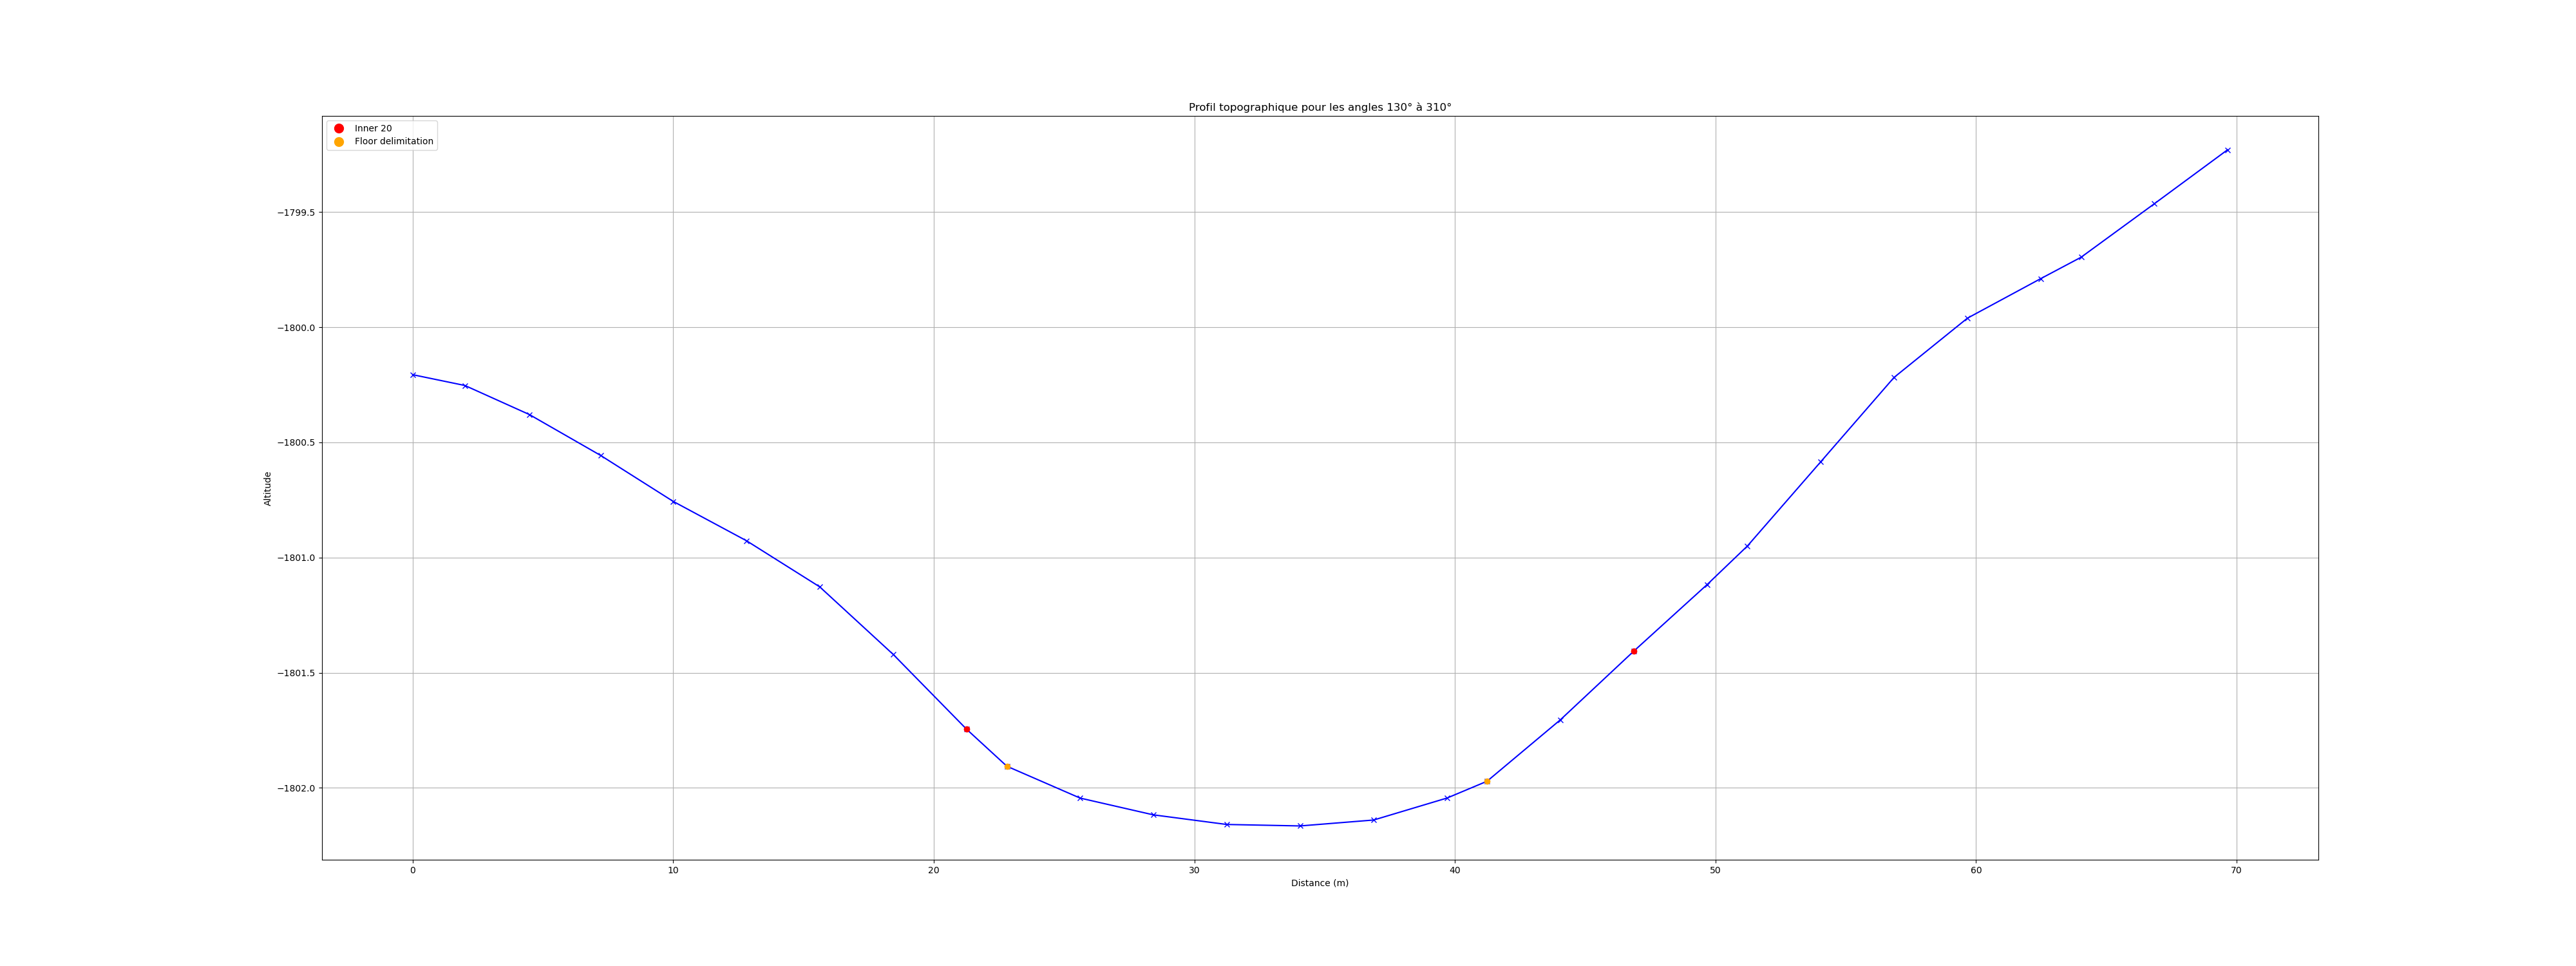 Profil topographique pour les angles 130° à 310°
Inner 20
Floor delimitation
−1799.5
−1800.0
−1800.5
−1801.0
−1801.5
−1802.0
Altitude
0 10 20 30 40 50 60 70
Distance (m)